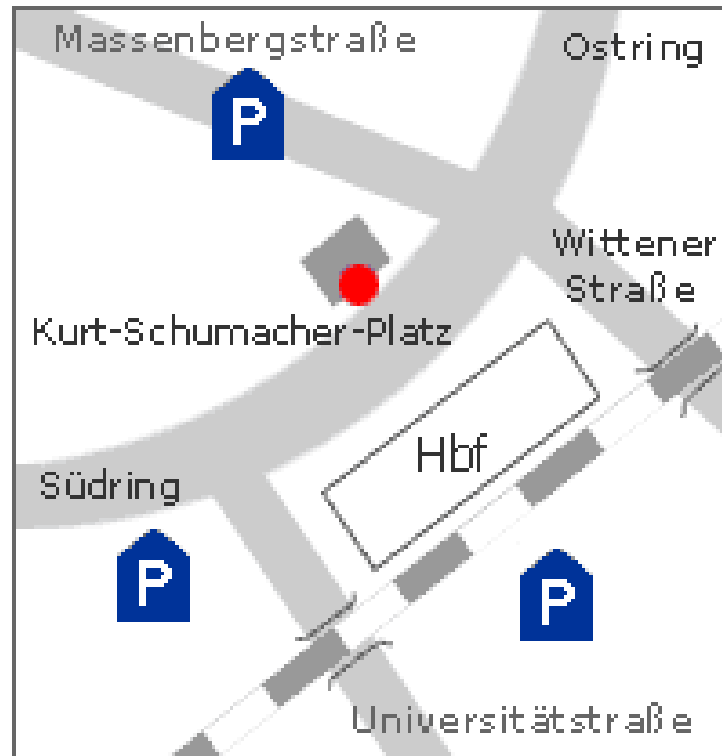 Massenbergstraße
Ostring
P
Wittener
Straße
Kurt-Schumacher-Platz
Hbf
Südring
P
P
Universitätstraße